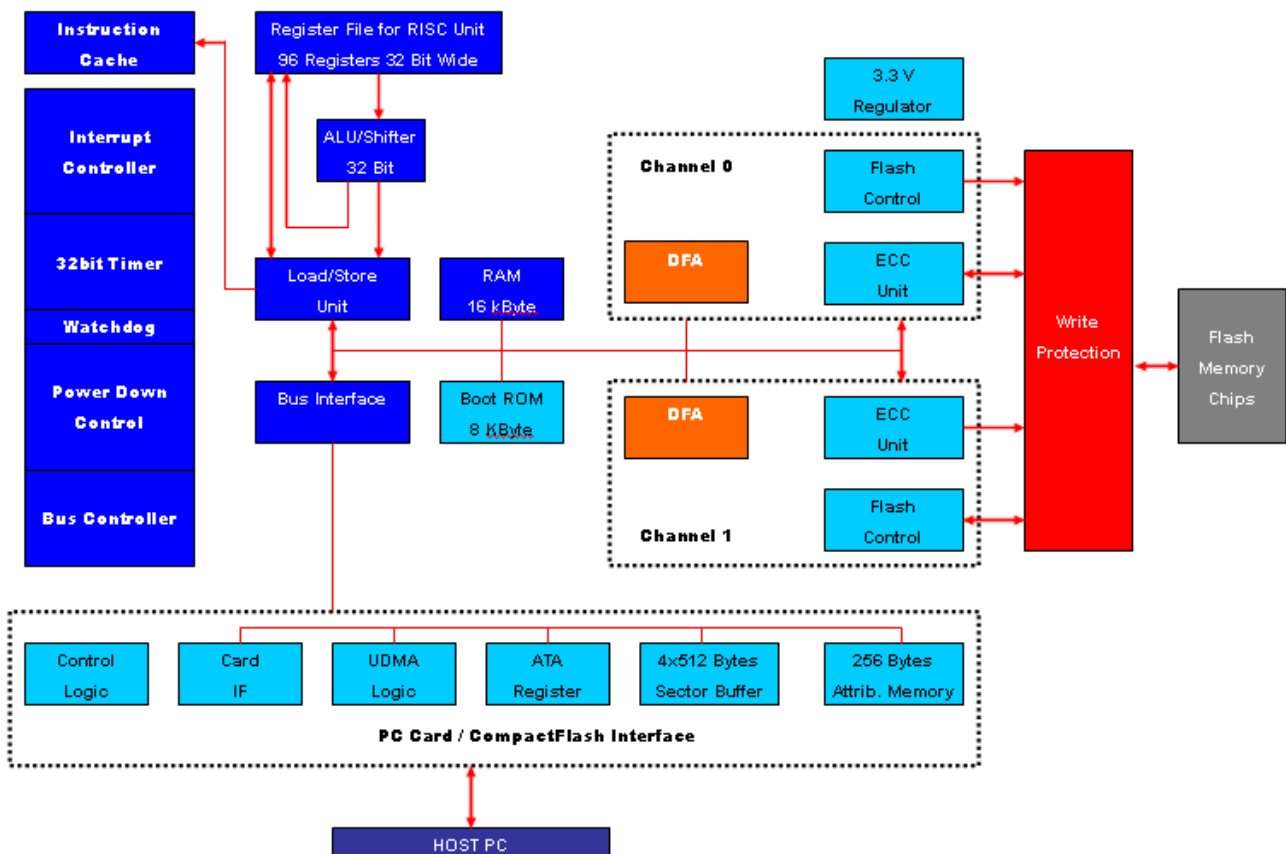 Instruction
Cache
Register File for RISC Unit
96 Registers 32 Bit Wide
3.3 V
Regulator
Interrupt
Controller
ALU/Shifter
32 Bit
Channel 0
Flash
Control
32bit Timer
Load/Store
Unit
RAM
16 kByte
DFA
ECC
Unit
Watchdog
Write
Protection
Flash
Memory
Chips
Power Down
Control
Bus Interface
Boot ROM
8 KByte
DFA
ECC
Unit
Bus Controller
Channel 1
Flash
Control
Control
Logic
Card
IF
UDMA
Logic
ATA
Register
4x512 Bytes
Sector Buffer
256 Bytes
Attrib. Memory
PC Card / CompactFlash Interface
HOST PC